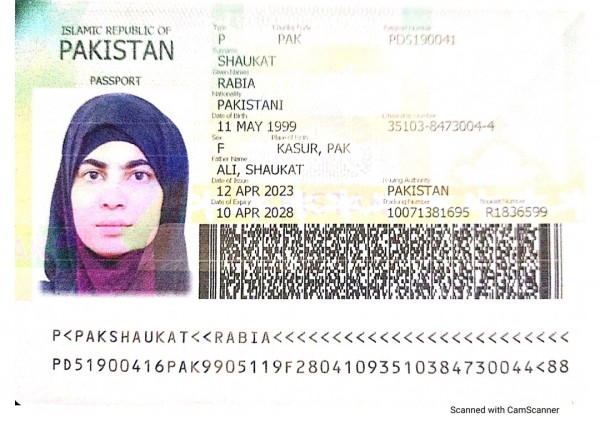 ISLAMIC REPUBLIC OF
PAKISTAN
PASSPORT
Type Country Code Passport Number
P PAK PD5190041
Surname
SHAUKAT
Given Names
RABIA
Nationality
PAKISTANI
Date of Birth Citizenship Number
11 MAY 1999 35103-8473004-4
Sex Place of Birth
F KASUR, PAK
Father Name
ALI, SHAUKAT
Date of Issue Issuing Authority
12 APR 2023 PAKISTAN
Date of Expiry Tracking Number Booklet Number
10 APR 2028 10071381695 R1836599
P<PAKSHAUKAT<<RABIA<<<<<<<<<<<<<<<<<<<<<<<<<
PD51900416PAK9905119F28041093510384730044<88
Scanned with CamScanner